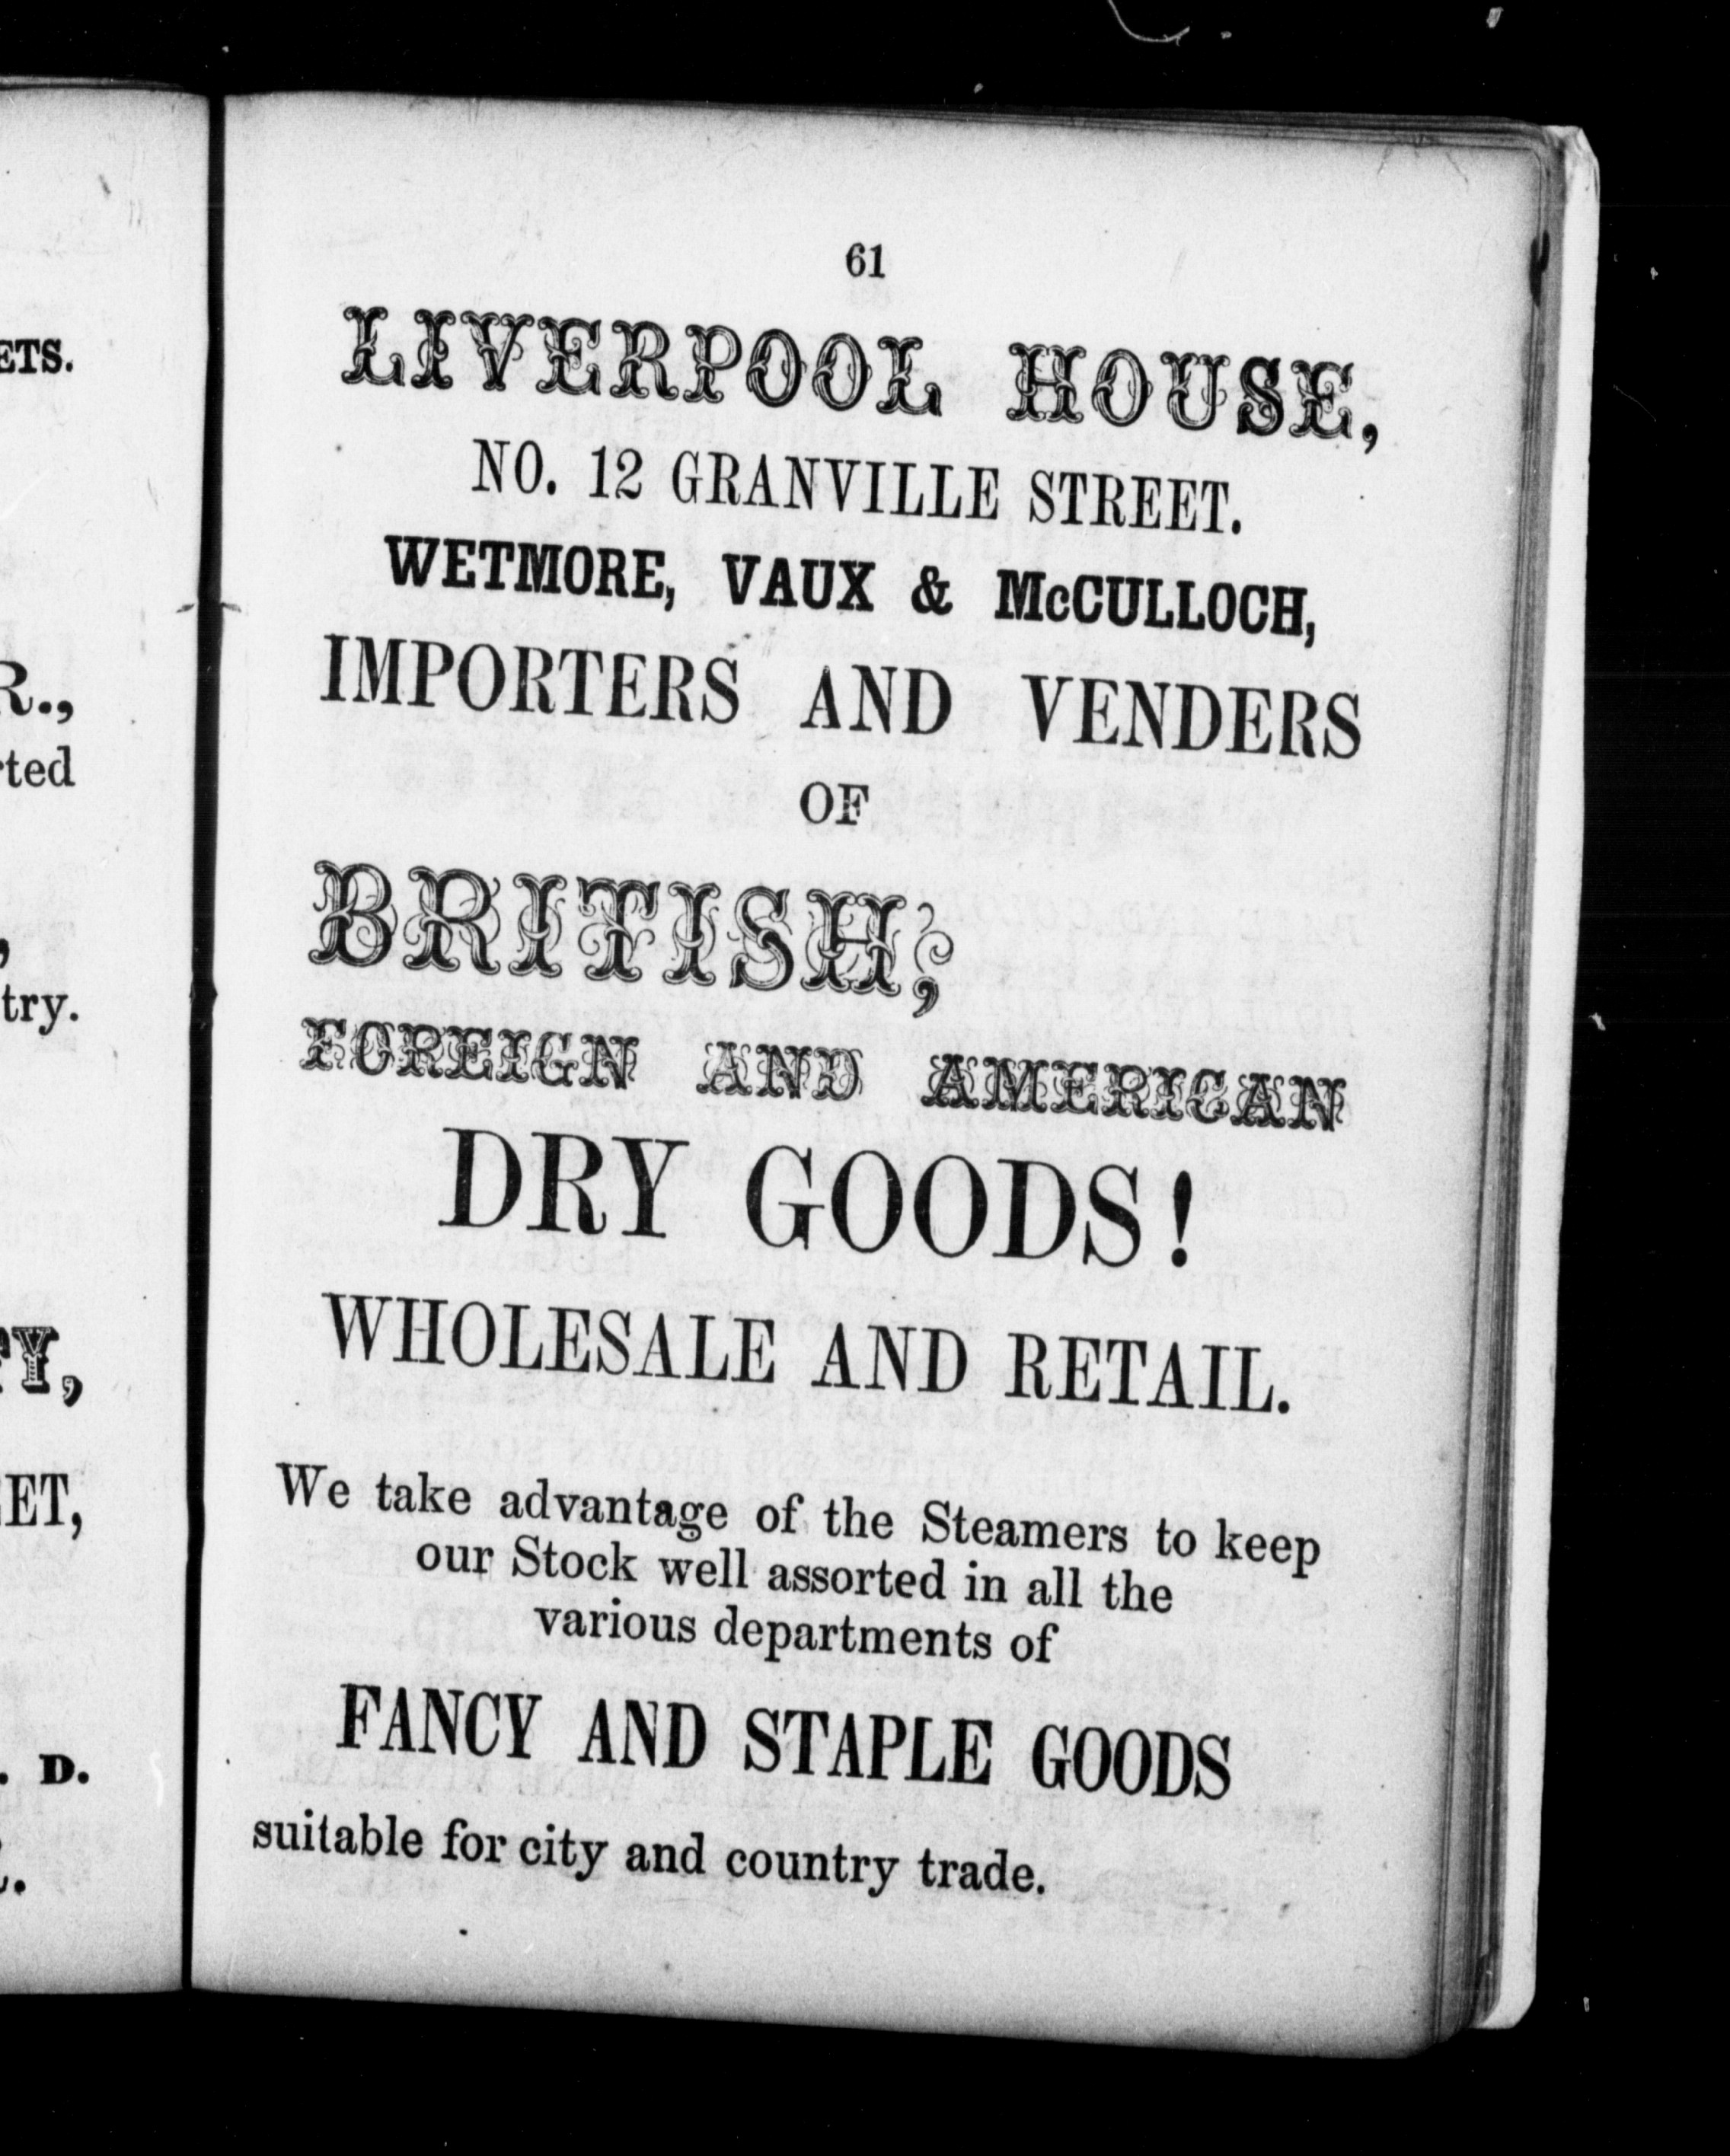 61
LIVERPOOL HOUSE,
NO. 12 GRANVILLE STREET.
WETMORE, VAUX & McCULLOCH,
IMPORTERS AND VENDERS
OF
BRITISH,
FOREIGN AND AMERICAN
DRY GOODS!
WHOLESALE AND RETAIL.
We take advantage of the Steamers to keep
our Stock well assorted in all the
various departments of
FANCY AND STAPLE GOODS
suitable for city and country trade.